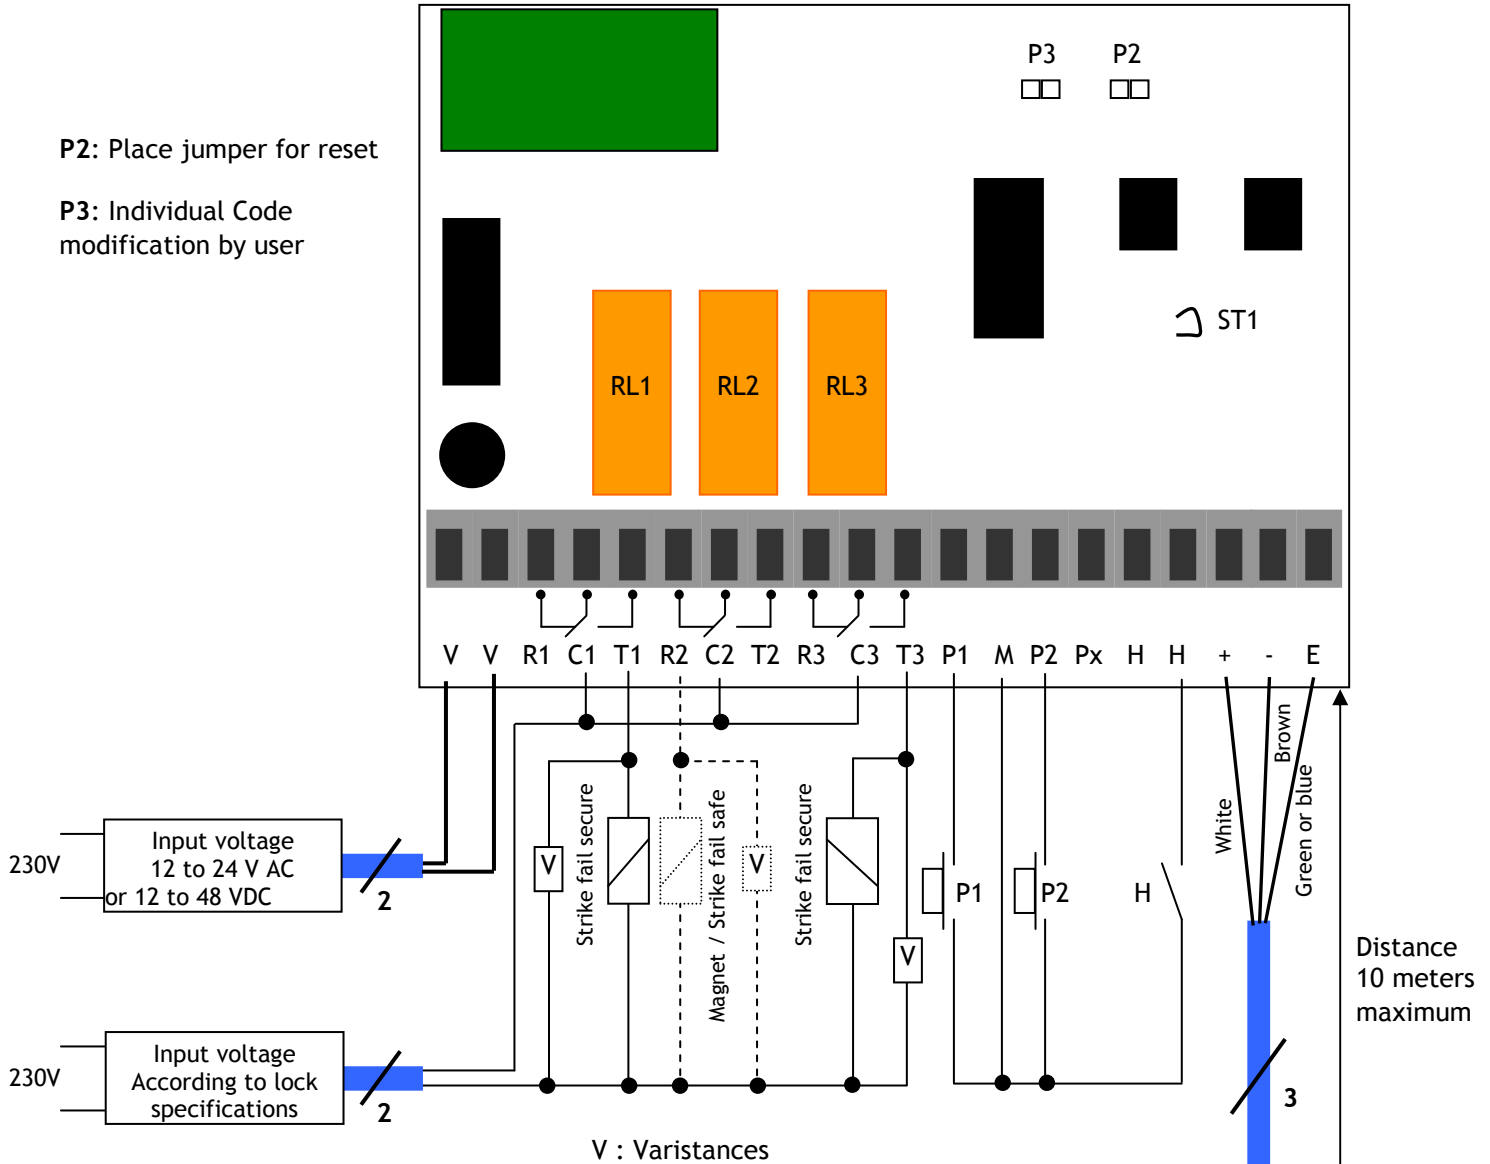 P3 P2
P2: Place jumper for reset
P3: Individual Code
modification by user
ST1
RL1 RL2 RL3
V V R1 C1 T1 R2 C2 T2 R3 C3 T3 P1 M P2 Px H H + - E
Brown
White
Green or blue
Strike fail secure
Magnet / Strike fail safe
Strike fail secure
V
V
V
P1
P2
H
230V
Input voltage
12 to 24 V AC
or 12 to 48 VDC
2
Distance
10 meters
maximum
230V
Input voltage
According to lock
specifications
2
3
V : Varistances